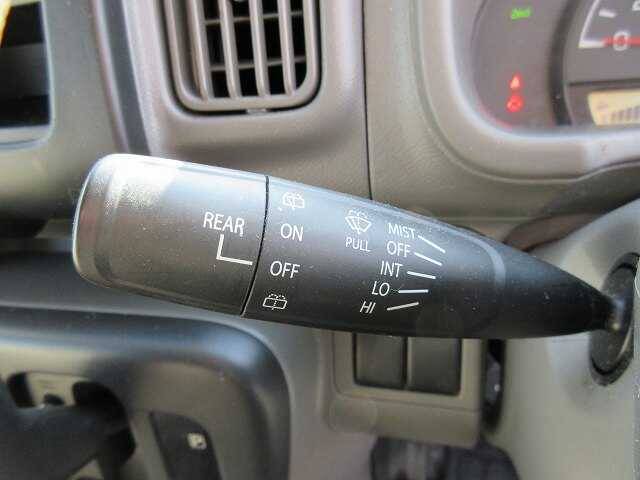 REAR
ON
OFF
PULL
MIST
OFF
INT
LO
HI